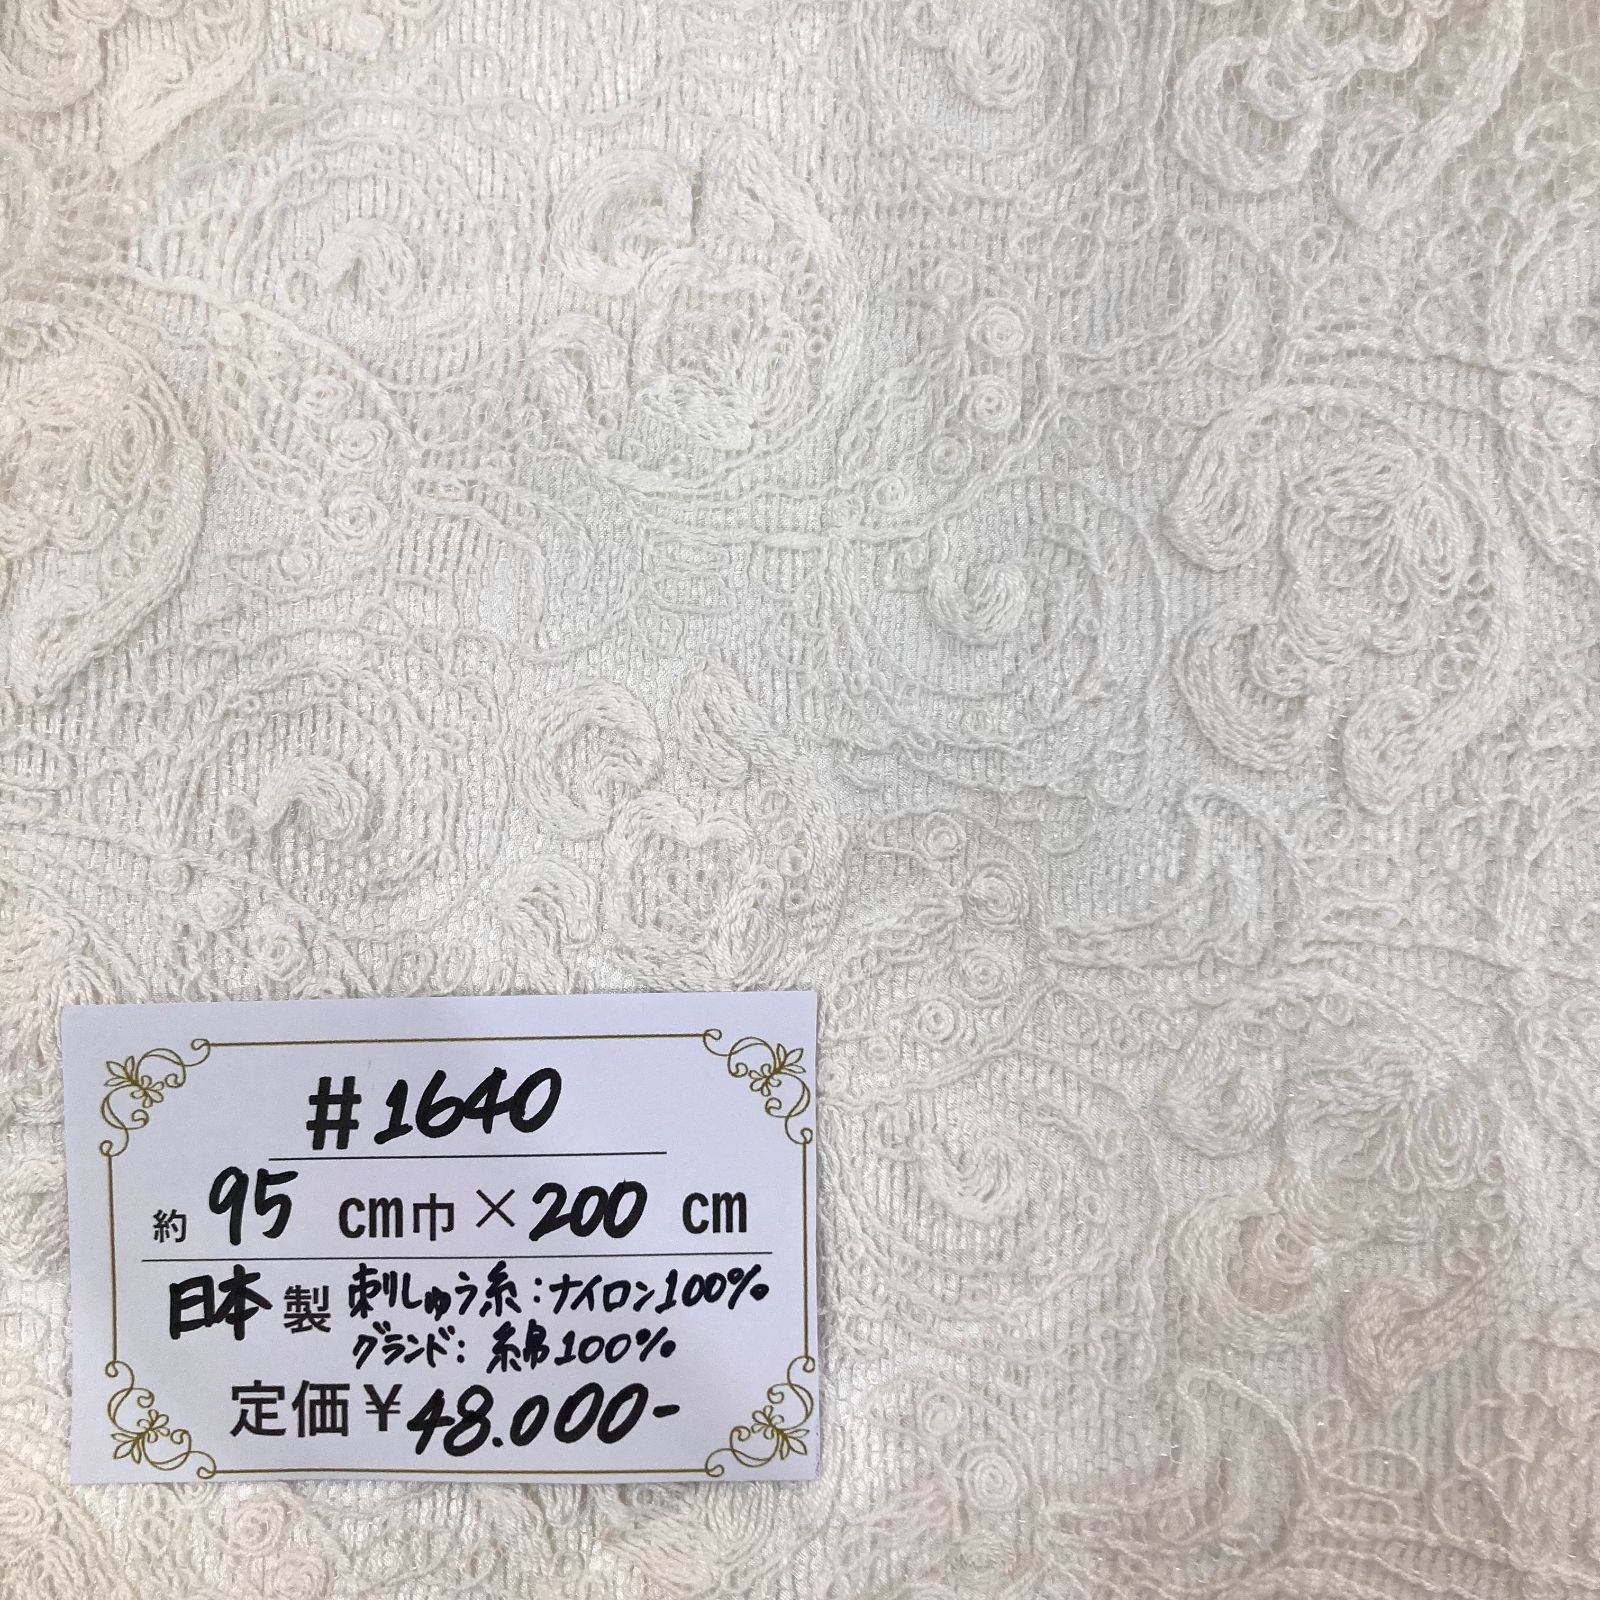 #1640
約 95 cm巾×200 cm
日本製 刺しゅう糸:ナイロン100%
グランド: 綿100%
定価¥48.000-